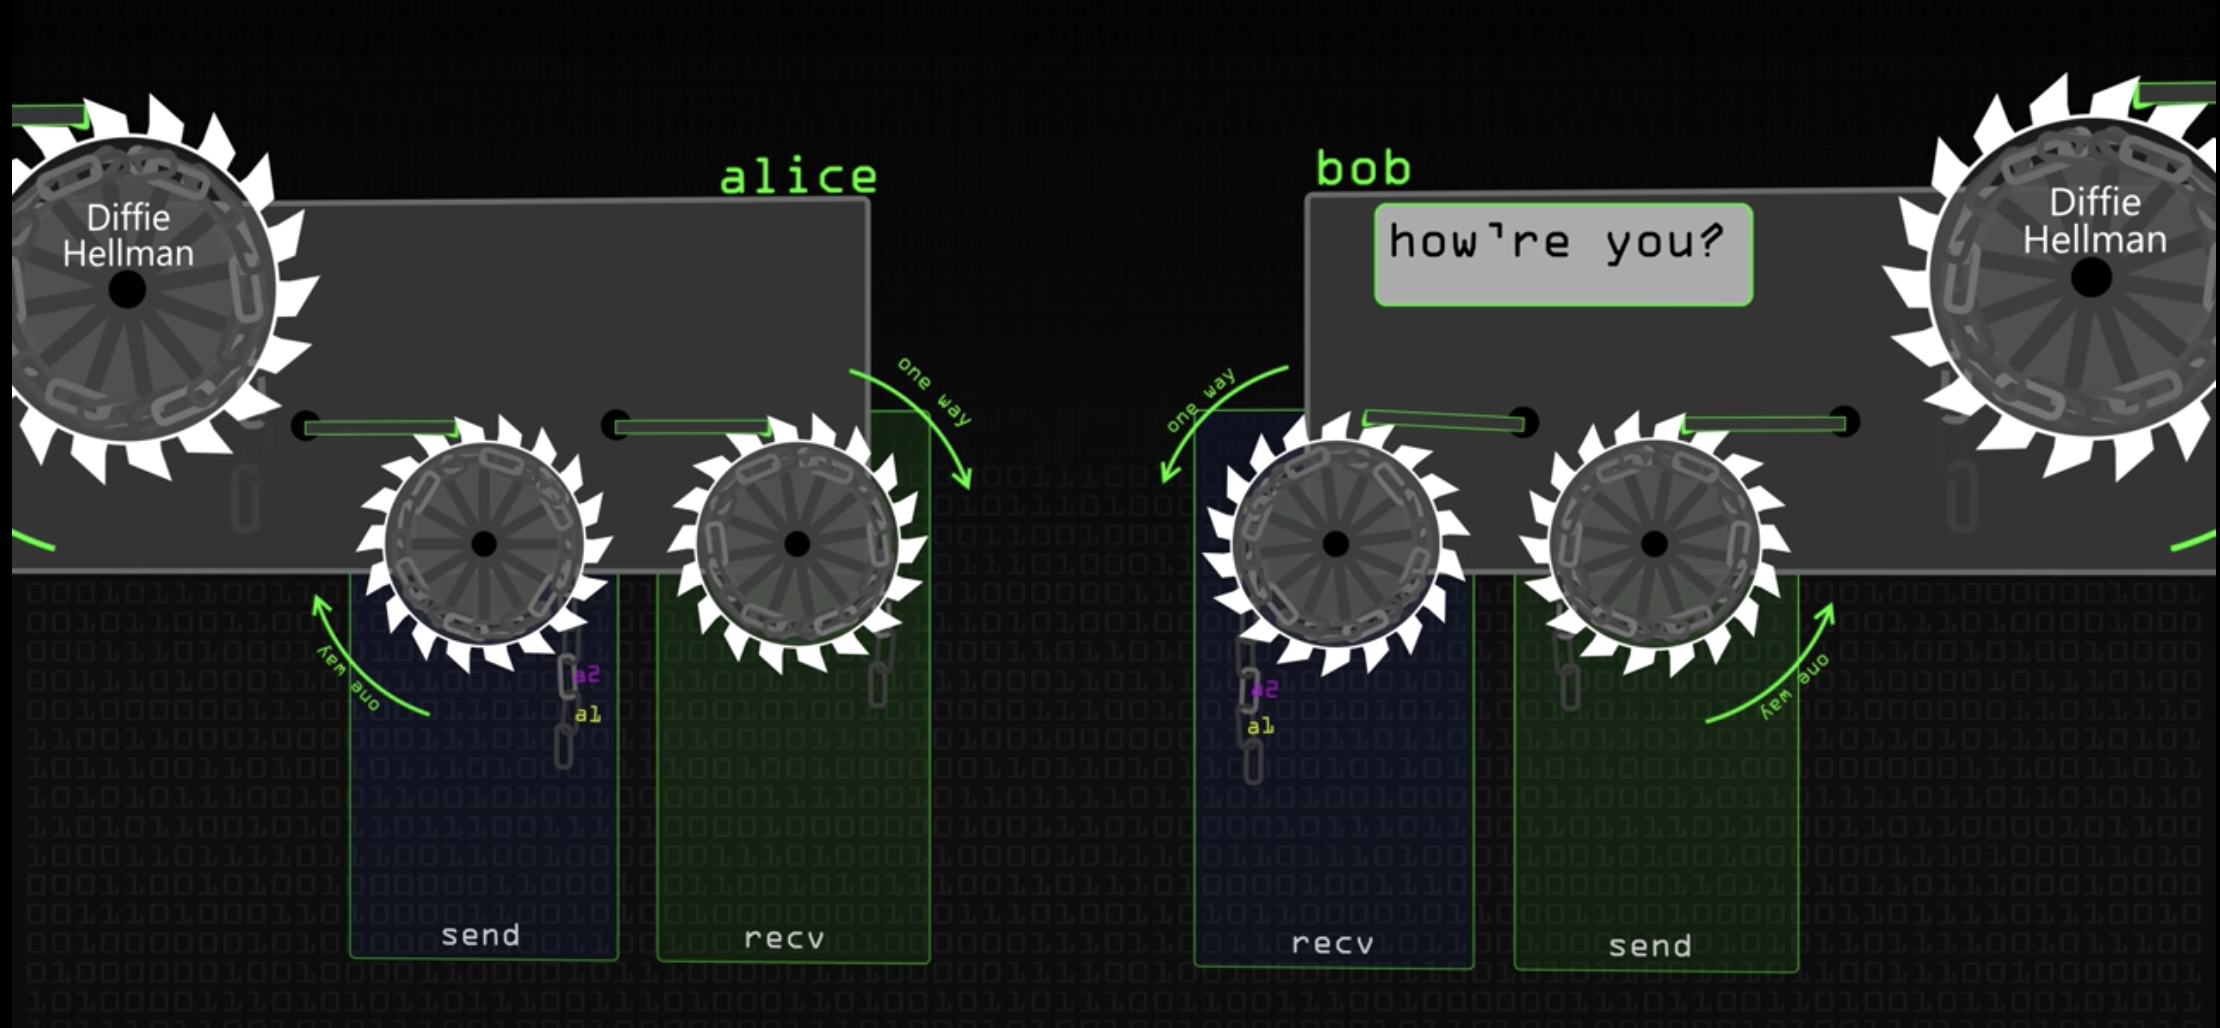 alice
bob
how're you?
Diffie
Hellman
Diffie
Hellman
one way
one way
one way
one way
a2
a1
a2
a1
send
recv
recv
send